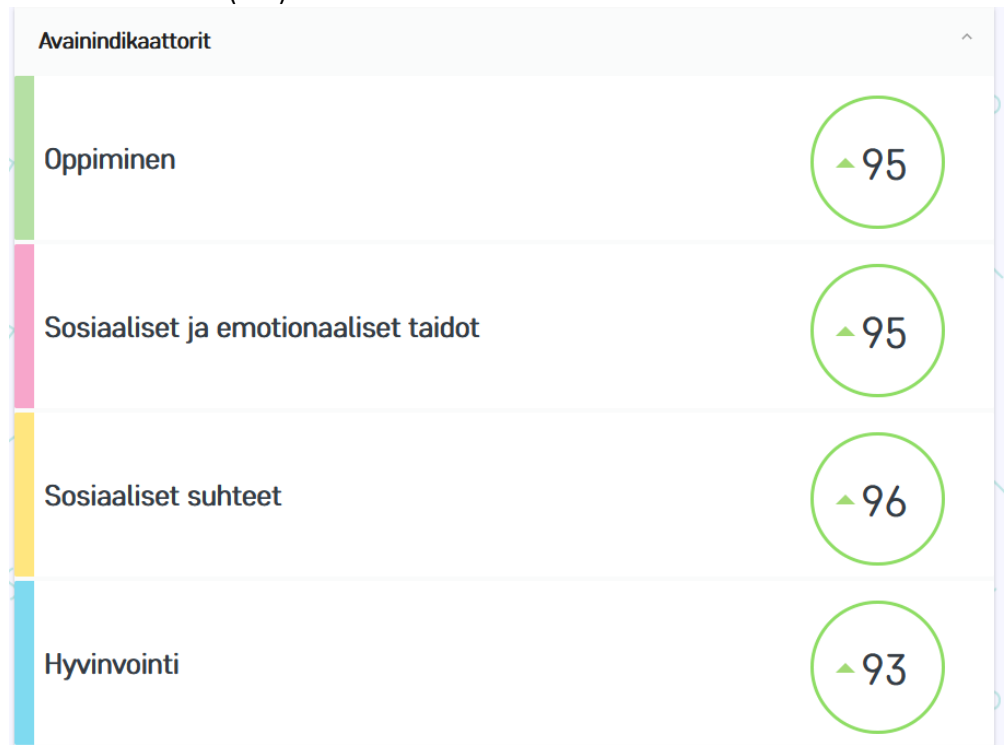 Avainindikaattorit
Oppiminen
95
Sosiaaliset ja emotionaaliset taidot
95
Sosiaaliset suhteet
96
Hyvinvointi
93